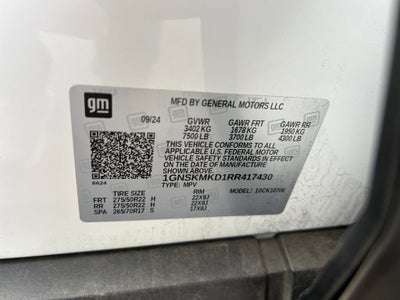 gm
MFD BY GENERAL MOTORS LLC
09/24 GVWR GAWR FRT GAWR RR
3402 KG 1678 KG 1950 KG
7500 LB 3700 LB 4300 LB
THIS VEHICLE CONFORMS TO ALL APPLICABLE
U.S. FEDERAL MOTOR VEHICLE SAFETY
STANDARDS IN EFFECT
ON THE DATE OF MANUFACTURE SHOWN ABOVE.
1GNSKMKD1RR417430
TYPE: MPV
0924
TIRE SIZE RIM MODEL: 1DCK10706
FRT 275/50R22 H 22X9J
RR 275/50R22 H 22X9J
SPA 265/70R17 S 17X8J